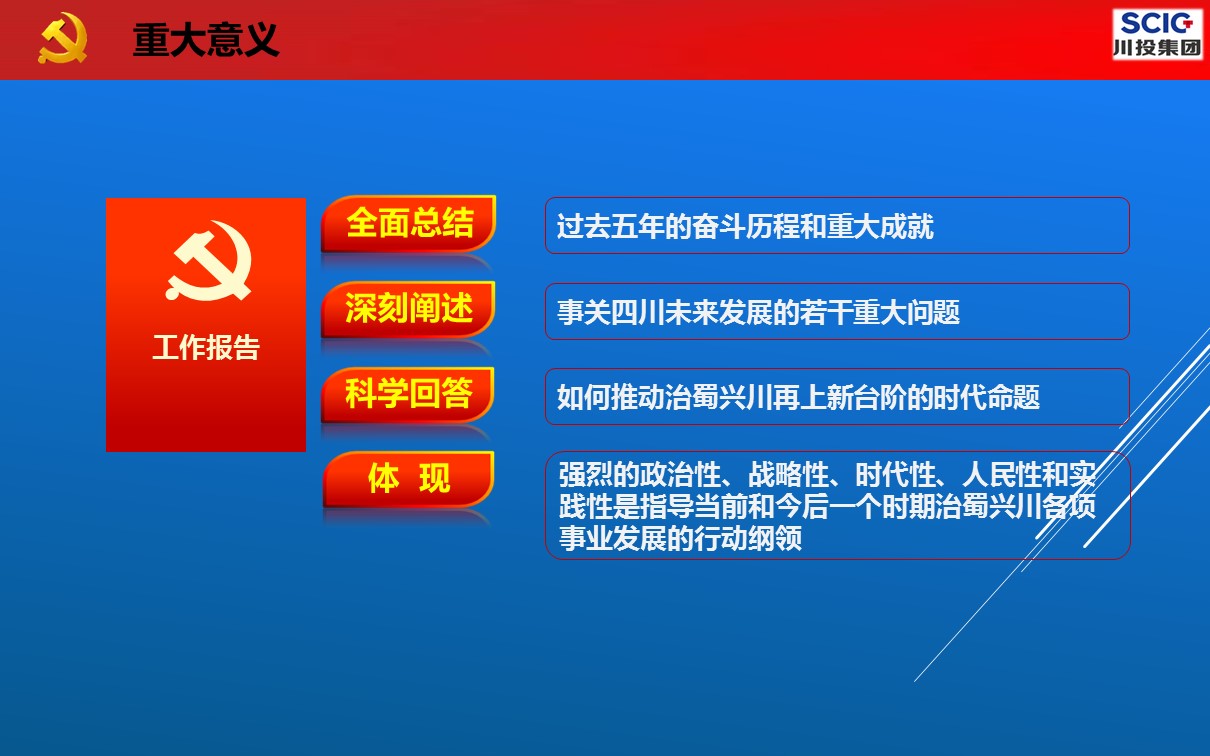 重大意义
SCIG
川投集团
工作报告
全面总结
过去五年的奋斗历程和重大成就
深刻阐述
事关四川未来发展的若干重大问题
科学回答
如何推动治蜀兴川再上新台阶的时代命题
体 现
强烈的政治性、战略性、时代性、人民性和实
践性是指导当前和今后一个时期治蜀兴川各项
事业发展的行动纲领